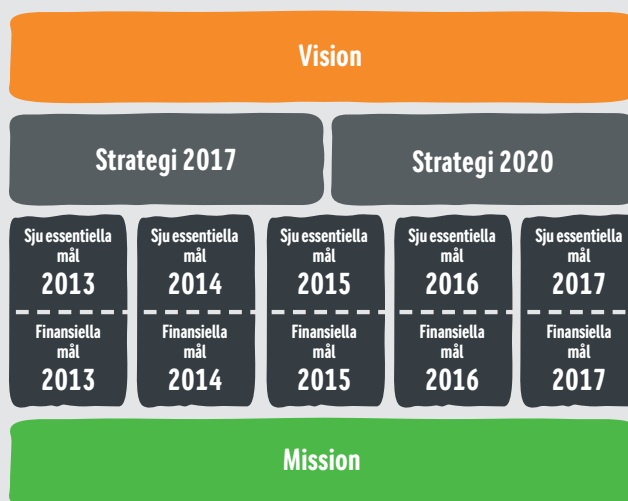 Vision
Strategi 2017
Strategi 2020
Sju essentiella
mål
2013
Finansiella
mål
2013
Sju essentiella
mål
2014
Finansiella
mål
2014
Sju essentiella
mål
2015
Finansiella
mål
2015
Sju essentiella
mål
2016
Finansiella
mål
2016
Sju essentiella
mål
2017
Finansiella
mål
2017
Mission